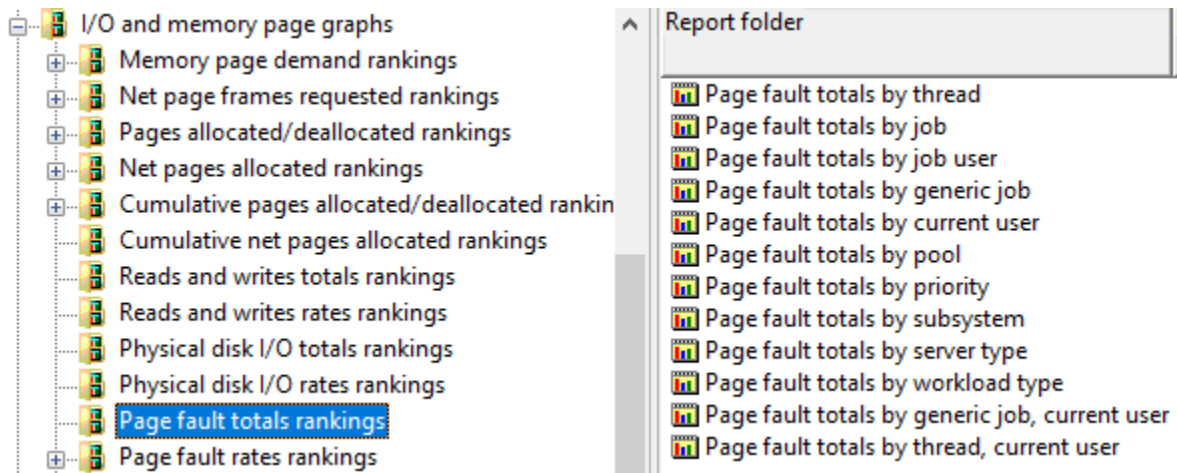 I/O and memory page graphs
Memory page demand rankings
Net page frames requested rankings
Pages allocated/deallocated rankings
Net pages allocated rankings
Cumulative pages allocated/deallocated rankin
Cumulative net pages allocated rankings
Reads and writes totals rankings
Reads and writes rates rankings
Physical disk I/O totals rankings
Physical disk I/O rates rankings
Page fault totals rankings
Page fault rates rankings
Report folder
Page fault totals by thread
Page fault totals by job
Page fault totals by job user
Page fault totals by generic job
Page fault totals by current user
Page fault totals by pool
Page fault totals by priority
Page fault totals by subsystem
Page fault totals by server type
Page fault totals by workload type
Page fault totals by generic job, current user
Page fault totals by thread, current user